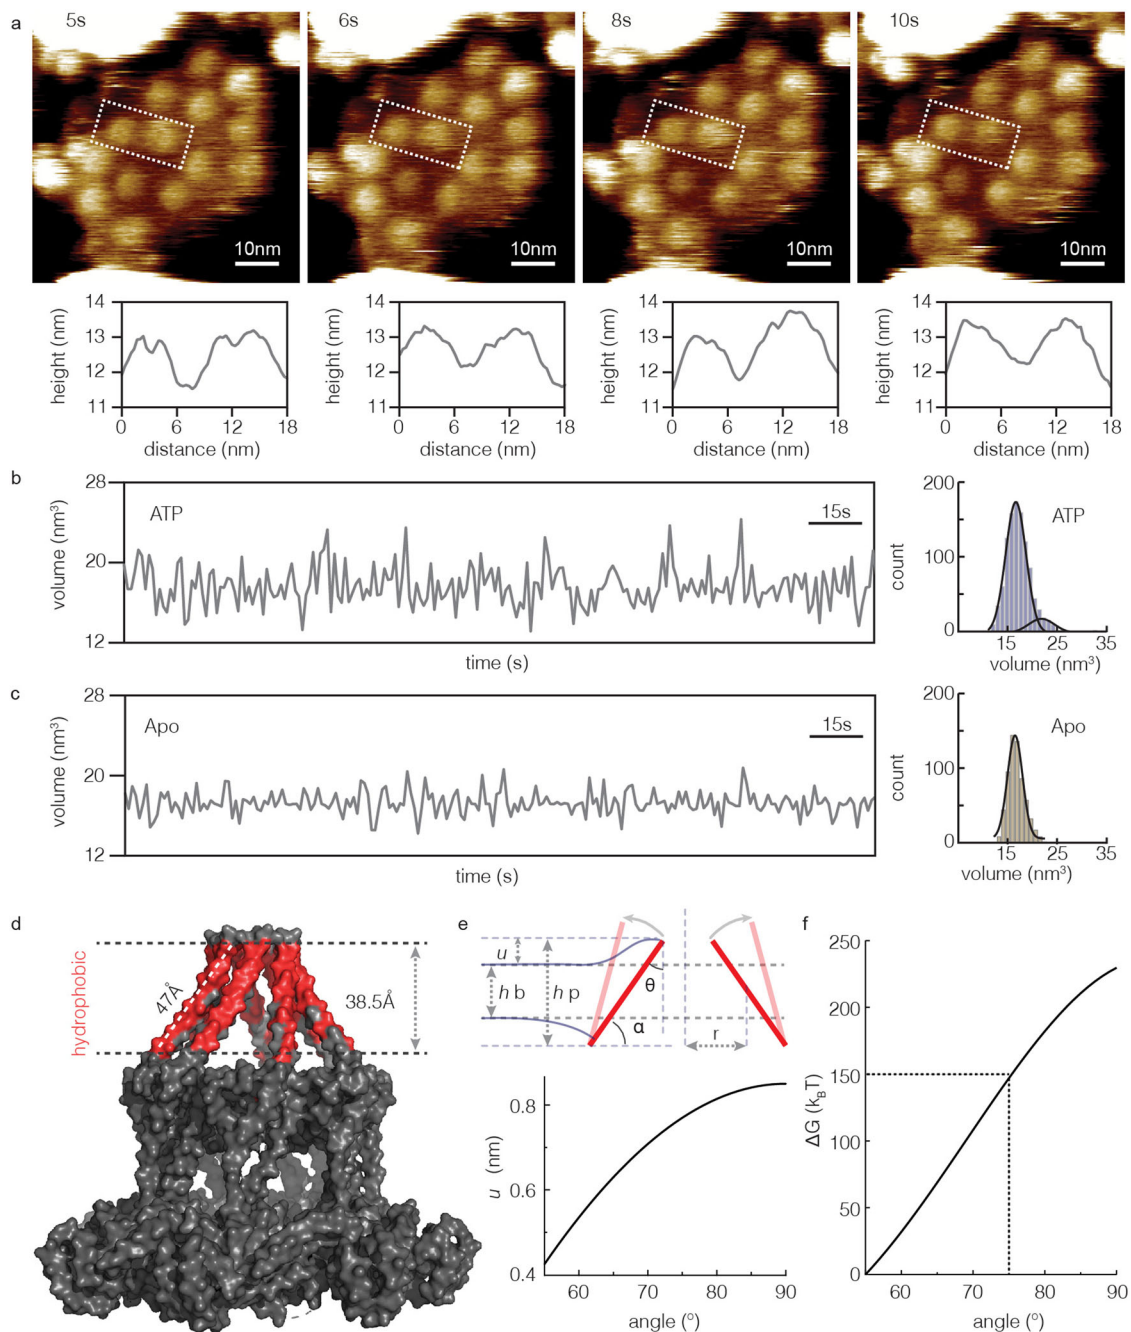 a
5s
6s
8s
10s
10nm
10nm
10nm
10nm
height (nm)
14
13
12
11
0
6
12
18
distance (nm)
height (nm)
14
13
12
11
0
6
12
18
distance (nm)
height (nm)
14
13
12
11
0
6
12
18
distance (nm)
height (nm)
14
13
12
11
0
6
12
18
distance (nm)
b
volume (nm³)
28
20
12
ATP
15s
time (s)
count
200
100
0
ATP
15
25
35
volume (nm³)
c
volume (nm³)
28
20
12
Apo
15s
time (s)
count
200
100
0
Apo
15
25
35
volume (nm³)
d
hydrophobic
47Å
38.5Å
e
u
h b
h p
θ
α
r
u (nm)
0.8
0.6
0.4
60
70
80
90
angle (°)
f
ΔG (kBT)
250
200
150
100
50
0
60
70
80
90
angle (°)